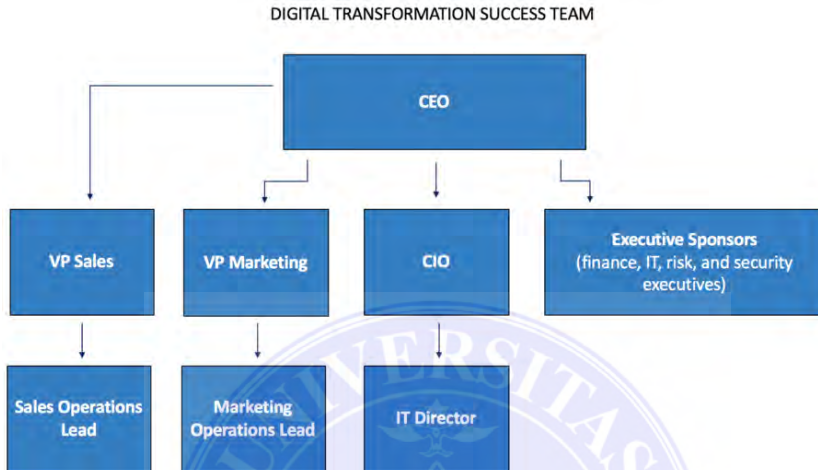 DIGITAL TRANSFORMATION SUCCESS TEAM
CEO
VP Sales
VP Marketing
CIO
Executive Sponsors
(finance, IT, risk, and security
executives)
Sales Operations
Lead
Marketing
Operations Lead
IT Director
UNIVERSITAS